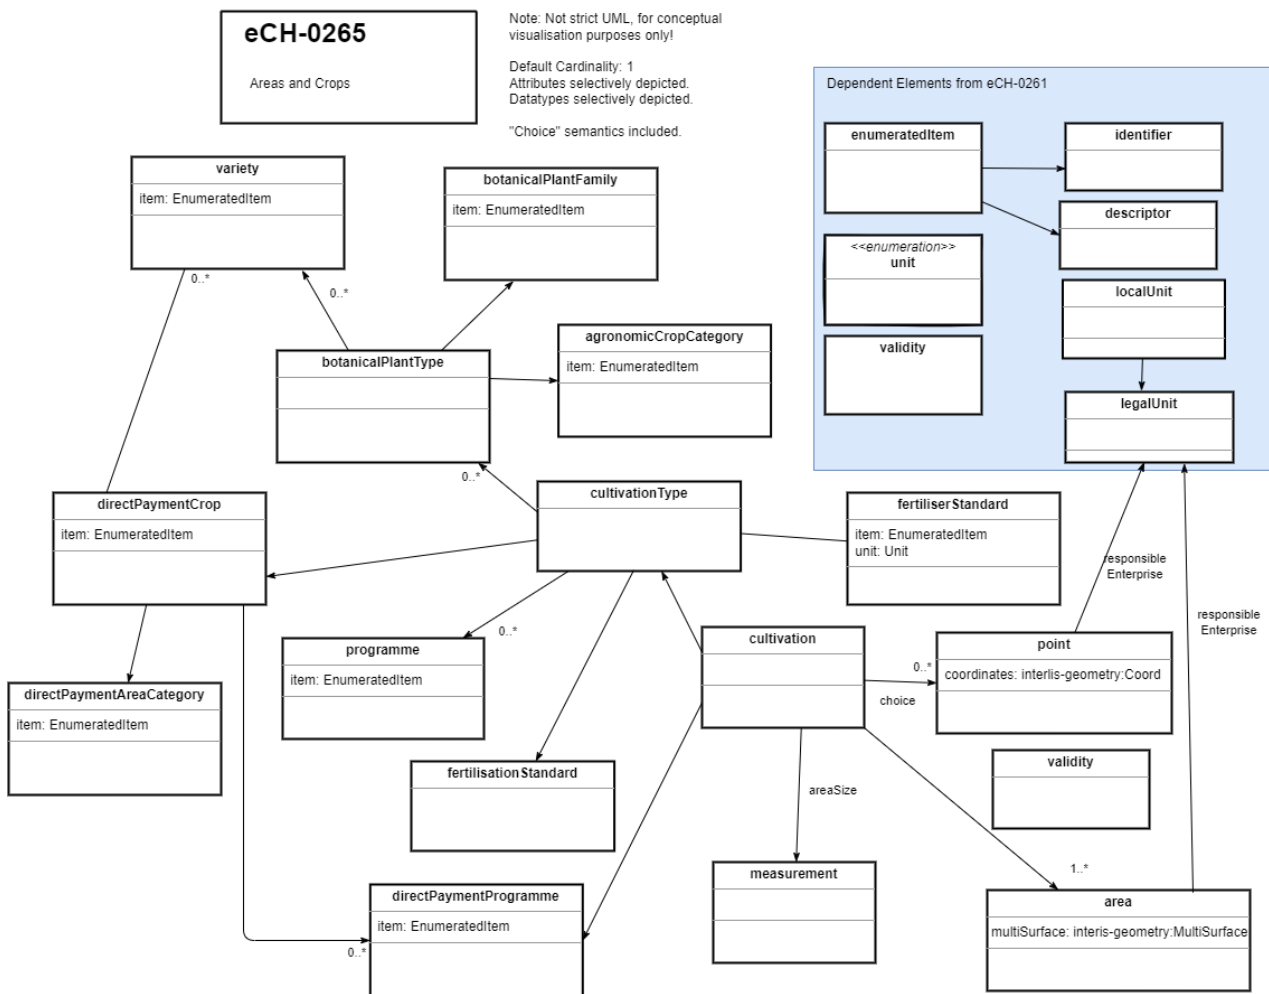 eCH-0265
Areas and Crops
Note: Not strict UML, for conceptual
visualisation purposes only!
Default Cardinality: 1
Attributes selectively depicted.
Datatypes selectively depicted.
"Choice" semantics included.
Dependent Elements from eCH-0261
enumeratedItem
identifier
descriptor
<<enumeration>>
unit
localUnit
validity
legalUnit
variety
item: EnumeratedItem
0..*
0..*
botanicalPlantFamily
item: EnumeratedItem
agronomicCropCategory
item: EnumeratedItem
botanicalPlantType
0..*
cultivationType
directPaymentCrop
item: EnumeratedItem
fertiliserStandard
item: EnumeratedItem
unit: Unit
responsible
Enterprise
responsible
Enterprise
0..*
programme
item: EnumeratedItem
cultivation
0..*
choice
point
coordinates: interlis-geometry:Coord
directPaymentAreaCategory
item: EnumeratedItem
fertilisationStandard
validity
areaSize
measurement
1..*
area
multiSurface: interis-geometry:MultiSurface
directPaymentProgramme
item: EnumeratedItem
0..*